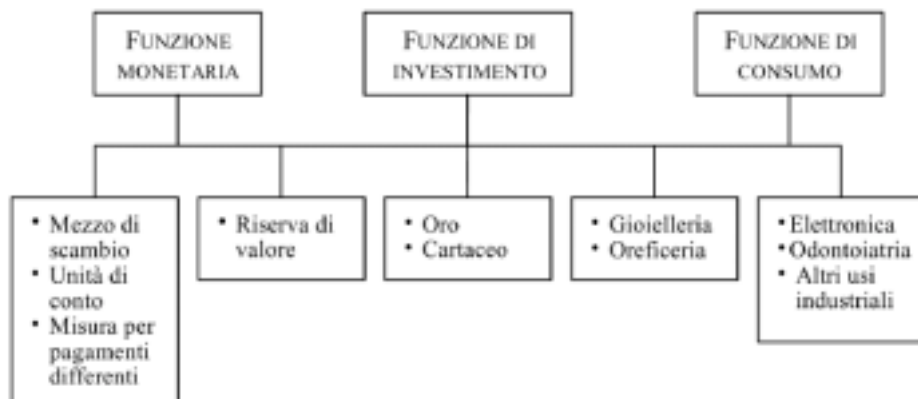 FUNZIONE
MONETARIA
FUNZIONE DI
INVESTIMENTO
FUNZIONE DI
CONSUMO
• Mezzo di
scambio
• Unità di
conto
• Misura per
pagamenti
differenti
• Riserva di
valore
• Oro
• Cartaceo
• Gioielleria
• Oreficeria
• Elettronica
• Odontoiatria
• Altri usi
industriali